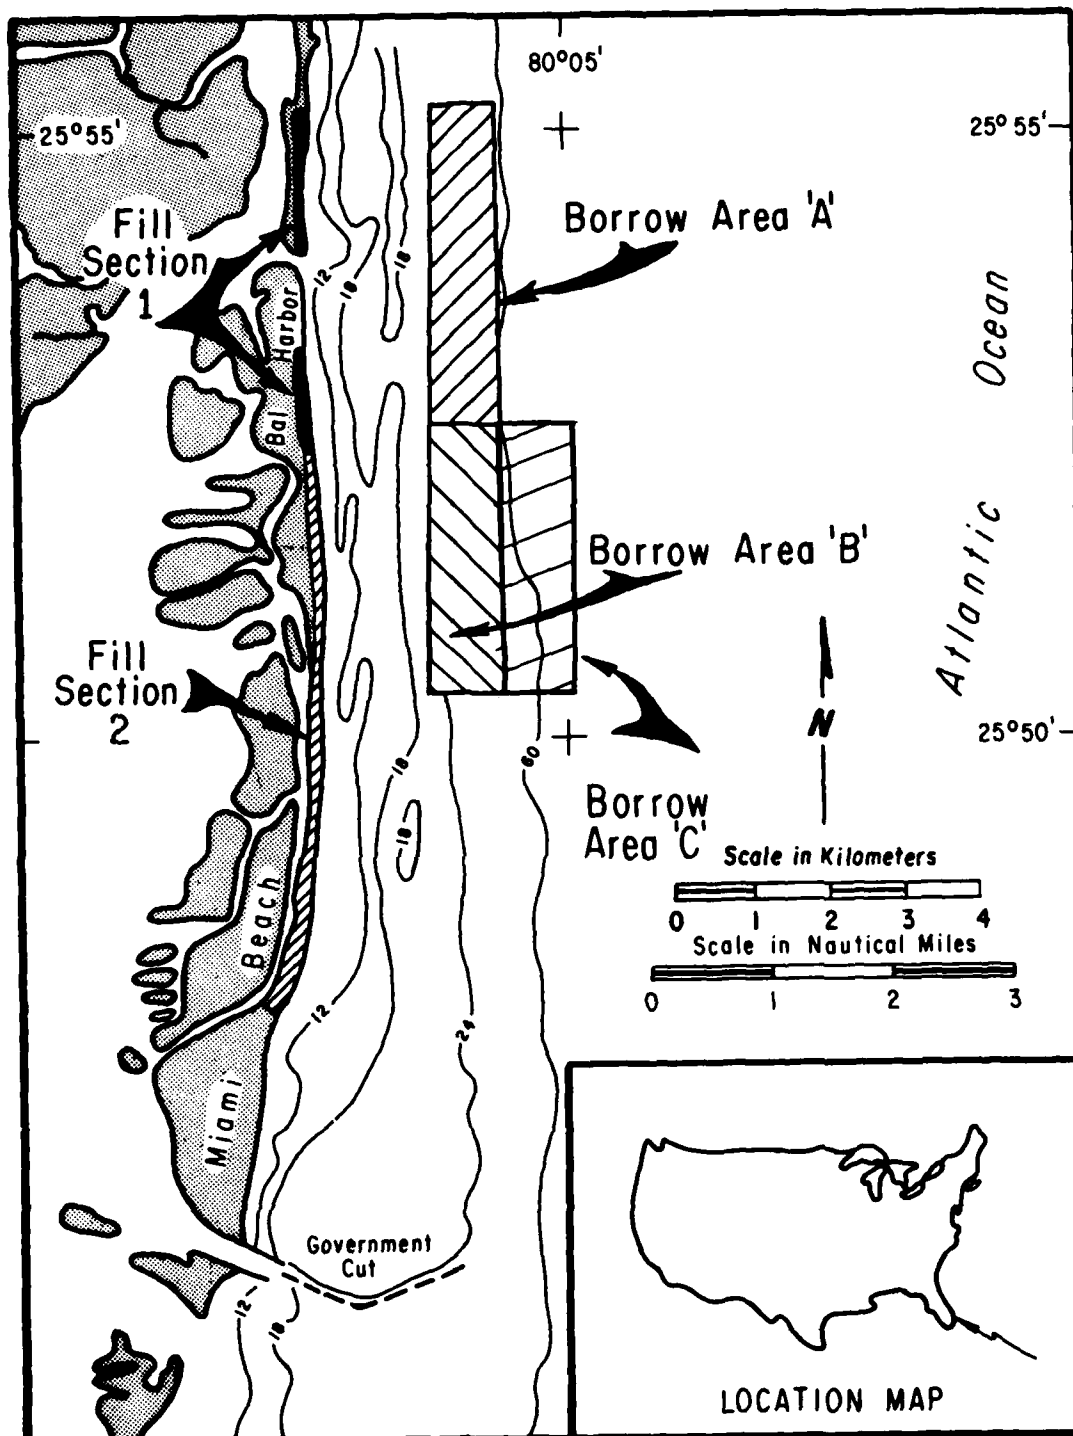 80°05'
25°55'
25°55'
Fill
Section
1
Borrow Area 'A'
12
18
18
Harbor
Bal
Atlantic Ocean
Borrow Area 'B'
Fill
Section
2
N
25°50'
18
60
18
Borrow
Area 'C'
Scale in Kilometers
0 1 2 3 4
Scale in Nautical Miles
0 1 2 3
Beach
12
24
Miami
Government
Cut
12
18
LOCATION MAP